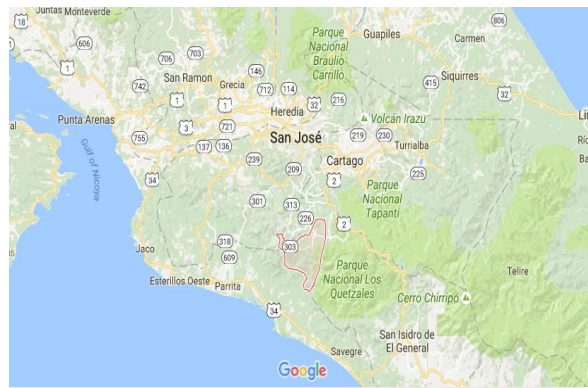 Juntas Monteverde
18
1
606
1
706
703
742
San Ramon
146
Grecia
712
114
Parque
Nacional
Braulio
Carrillo
Guapiles
806
Carmen
415
Siquirres
32
1
1
Heredia
32
216
Volcán Irazu
Punta Arenas
755
3
721
137
136
San José
219
230
Turrialba
239
Cartago
225
Gulf of Nicoya
34
209
2
Parque
Nacional
Tapanti
301
313
226
2
318
303
609
Jaco
Esterillos Oeste
Parrita
Parque
Nacional Los
Quetzales
Telire
Cerro Chirripo
34
San Isidro de
El General
Savegre
Google